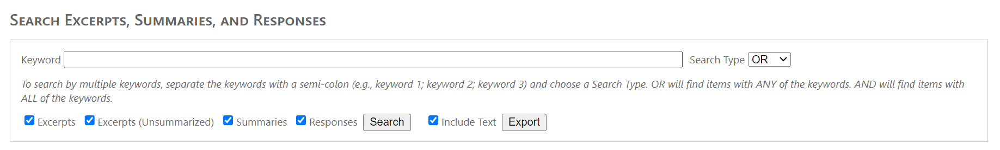 Search Excerpts, Summaries, and Responses
Keyword Search Type OR
To search by multiple keywords, separate the keywords with a semi-colon (e.g., keyword 1; keyword 2; keyword 3) and choose a Search Type. OR will find items with ANY of the keywords. AND will find items with
ALL of the keywords.
Excerpts Excerpts (Unsummarized) Summaries Responses Search Include Text Export